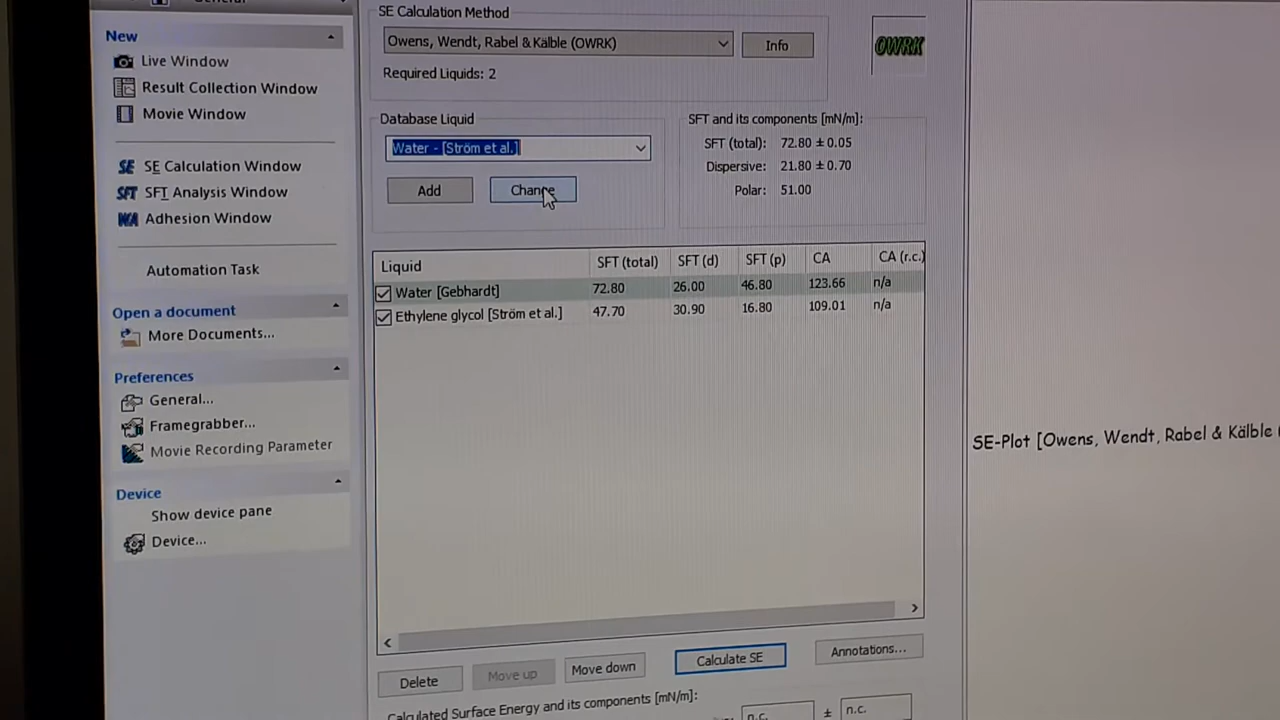 SE Calculation Method
New
Owens, Wendt, Rabel & Kälble (OWRK)
Info
OWRK
Live Window
Required Liquids: 2
Result Collection Window
Movie Window
Database Liquid
SFT and its components [mN/m]:
Water - [Ström et al.]
SFT (total): 72.80 ± 0.05
SE Calculation Window
Dispersive: 21.80 ± 0.70
SFT SFT Analysis Window
Add
Change
Polar: 51.00
Adhesion Window
Automation Task
Liquid SFT (total) SFT (d) SFT (p) CA CA (r.c.)
Water [Gebhardt] 72.80 26.00 46.80 123.66 n/a
Open a document
Ethylene glycol [Ström et al.] 47.70 30.90 16.80 109.01 n/a
More Documents...
Preferences
General...
Framegrabber...
SE-Plot [Owens, Wendt, Rabel & Kälble
Movie Recording Parameter
Device
Show device pane
Device...
Delete
Move up
Move down
Calculate SE
Annotations...
Calculated Surface Energy and its components [mN/m]:
n.c. ± n.c.